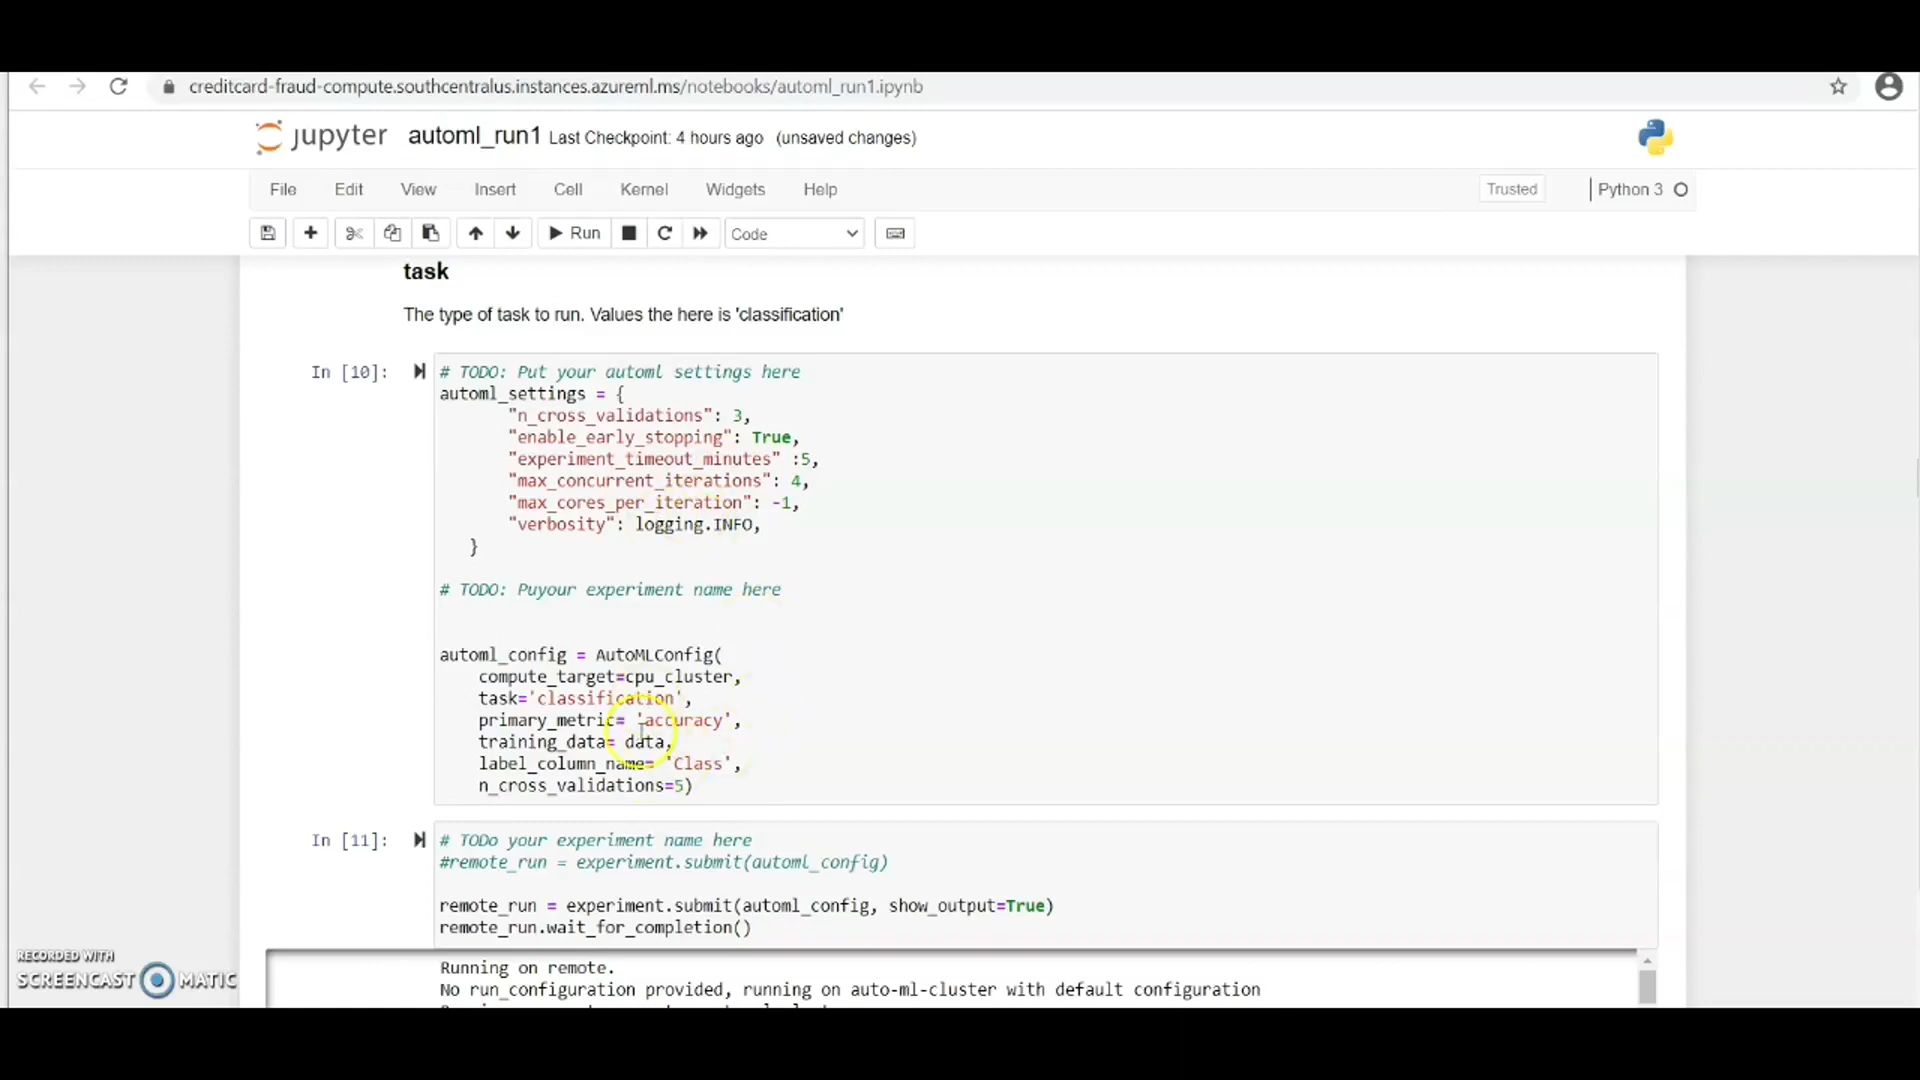 creditcard-fraud-compute.southcentralus.instances.azureml.ms/notebooks/automl_run1.ipynb
jupyter automl_run1 Last Checkpoint: 4 hours ago (unsaved changes)
File Edit View Insert Cell Kernel Widgets Help Trusted Python 3
Run Code
task
The type of task to run. Values the here is 'classification'
In [10]: # TODO: Put your automl settings here
automl_settings = {
"n_cross_validations": 3,
"enable_early_stopping": True,
"experiment_timeout_minutes" :5,
"max_concurrent_iterations": 4,
"max_cores_per_iteration": -1,
"verbosity": logging.INFO,
}
# TODO: Puyour experiment name here
automl_config = AutoMLConfig(
compute_target=cpu_cluster,
task='classification',
primary_metric= 'accuracy',
training_data= data,
label_column_name= 'Class',
n_cross_validations=5)
In [11]: # TODo your experiment name here
#remote_run = experiment.submit(automl_config)
remote_run = experiment.submit(automl_config, show_output=True)
remote_run.wait_for_completion()
Running on remote.
No run_configuration provided, running on auto-ml-cluster with default configuration
RECORDED WITH
SCREENCAST MATIC